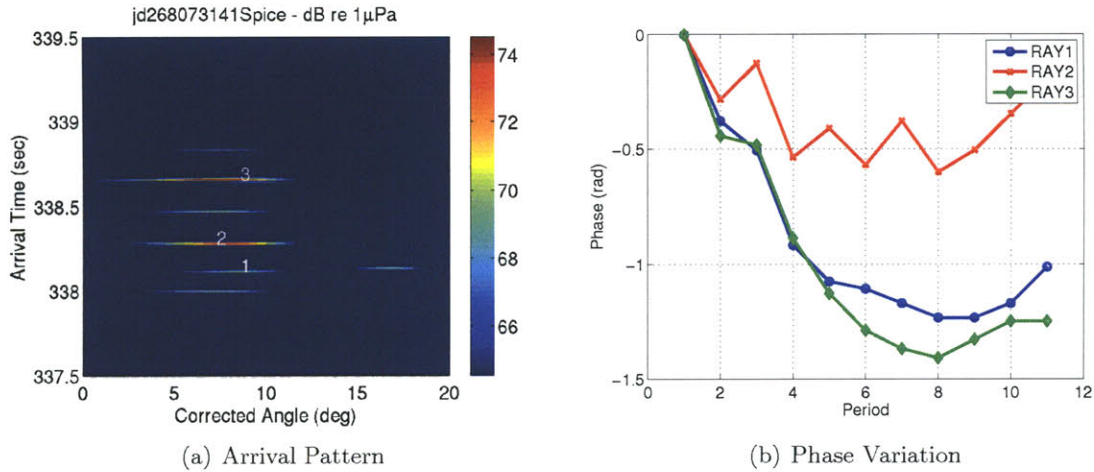 jd268073141Spice - dB re 1μPa
339.5
339
338.5
338
337.5
Arrival Time (sec)
0
5
10
15
20
Corrected Angle (deg)
3
2
1
74
72
70
68
66
(a) Arrival Pattern
0
−0.5
−1
−1.5
Phase (rad)
0
2
4
6
8
10
12
Period
RAY1
RAY2
RAY3
(b) Phase Variation